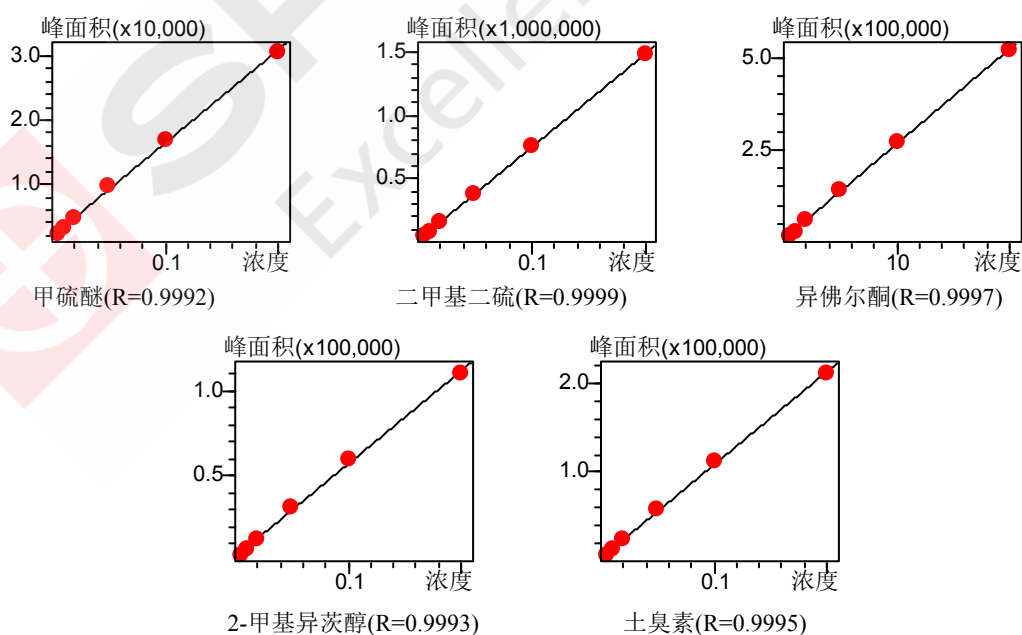 峰面积(x10,000)
3.0
2.0
1.0
0.1
浓度
甲硫醚(R=0.9992)
峰面积(x1,000,000)
1.5
1.0
0.5
0.1
浓度
二甲基二硫(R=0.9999)
峰面积(x100,000)
5.0
2.5
10
浓度
异佛尔酮(R=0.9997)
峰面积(x100,000)
1.0
0.5
0.1
浓度
2-甲基异茨醇(R=0.9993)
峰面积(x100,000)
2.0
1.0
0.1
浓度
土臭素(R=0.9995)